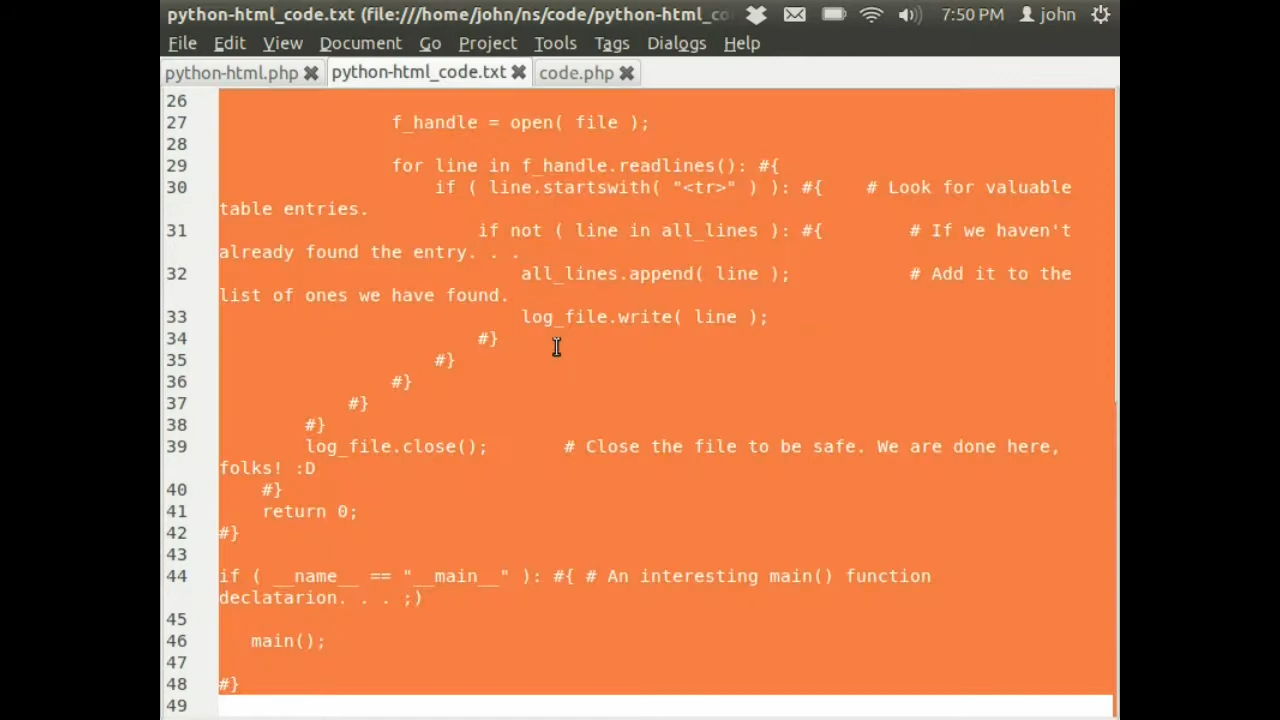 python-html_code.txt (file:///home/john/ns/code/python-html_co 7:50 PM john
File Edit View Document Go Project Tools Tags Dialogs Help
python-html.php python-html_code.txt code.php
26
27 f_handle = open( file );
28
29 for line in f_handle.readlines(): #{
30 if ( line.startswith( "<tr>" ) ): #{ # Look for valuable
table entries.
31 if not ( line in all_lines ): #{ # If we haven't
already found the entry. . .
32 all_lines.append( line ); # Add it to the
list of ones we have found.
33 log_file.write( line );
34 #}
35 #}
36 #}
37 #}
38 #}
39 log_file.close(); # Close the file to be safe. We are done here,
folks! :D
40 #}
41 return 0;
42 #}
43
44 if ( __name__ == "__main__" ): #{ # An interesting main() function
declatarion. . . ;)
45
46 main();
47
48 #}
49